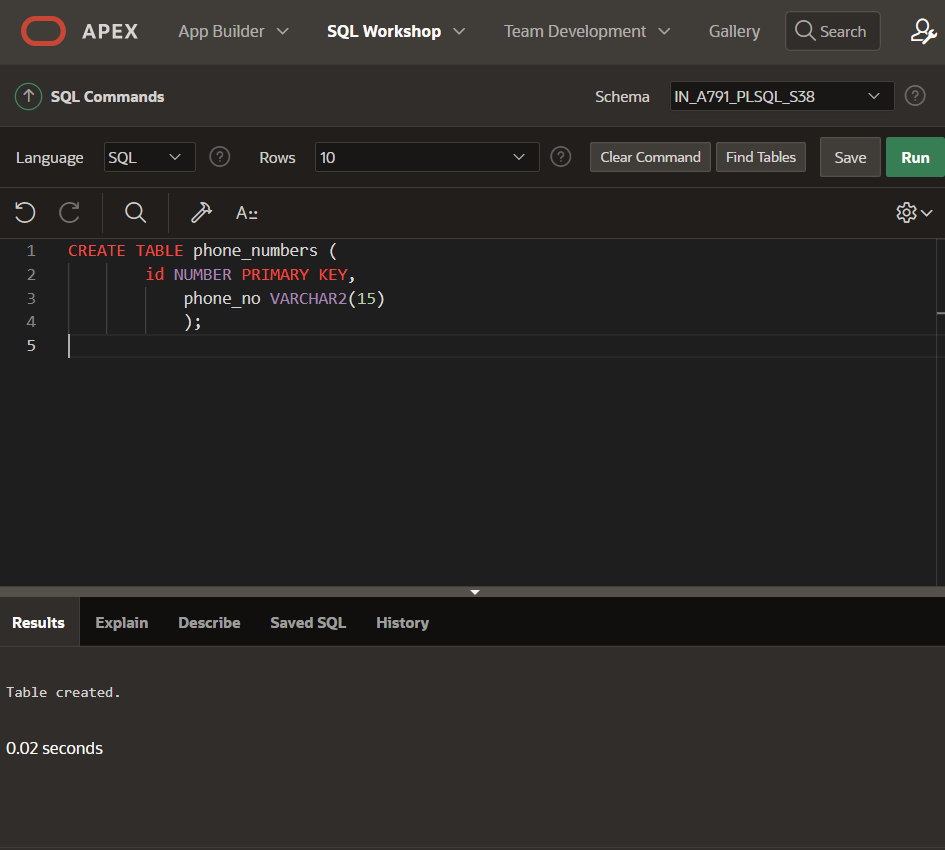 APEX App Builder SQL Workshop Team Development Gallery Search
SQL Commands Schema IN_A791_PLSQL_S38 ?
Language SQL ? Rows 10 ? Clear Command Find Tables Save Run
A::
1 CREATE TABLE phone_numbers (
2 id NUMBER PRIMARY KEY,
3 phone_no VARCHAR2(15)
4 );
5
Results Explain Describe Saved SQL History
Table created.
0.02 seconds